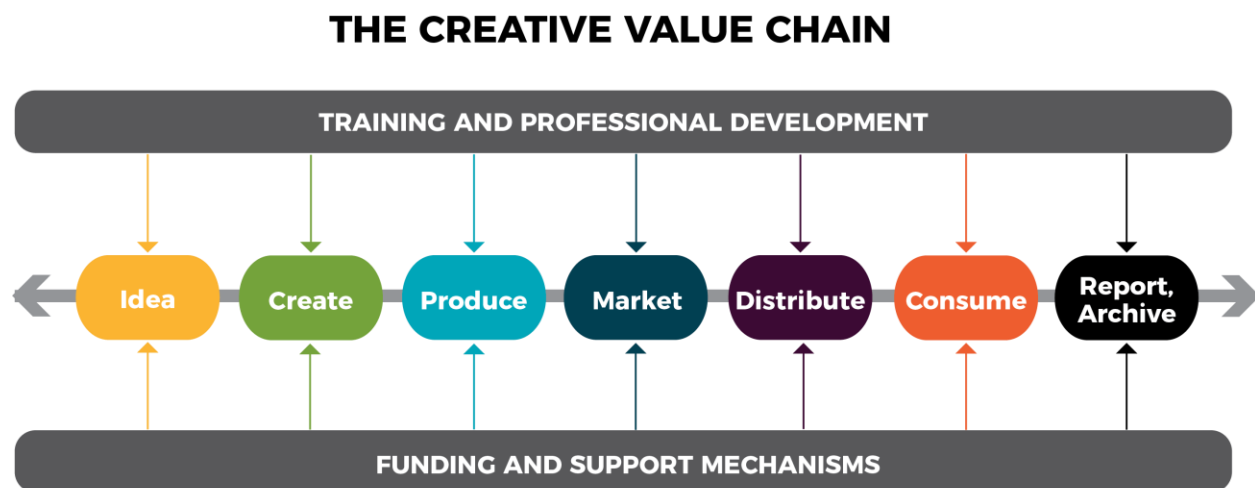 THE CREATIVE VALUE CHAIN
TRAINING AND PROFESSIONAL DEVELOPMENT
Idea
Create
Produce
Market
Distribute
Consume
Report,
Archive
FUNDING AND SUPPORT MECHANISMS